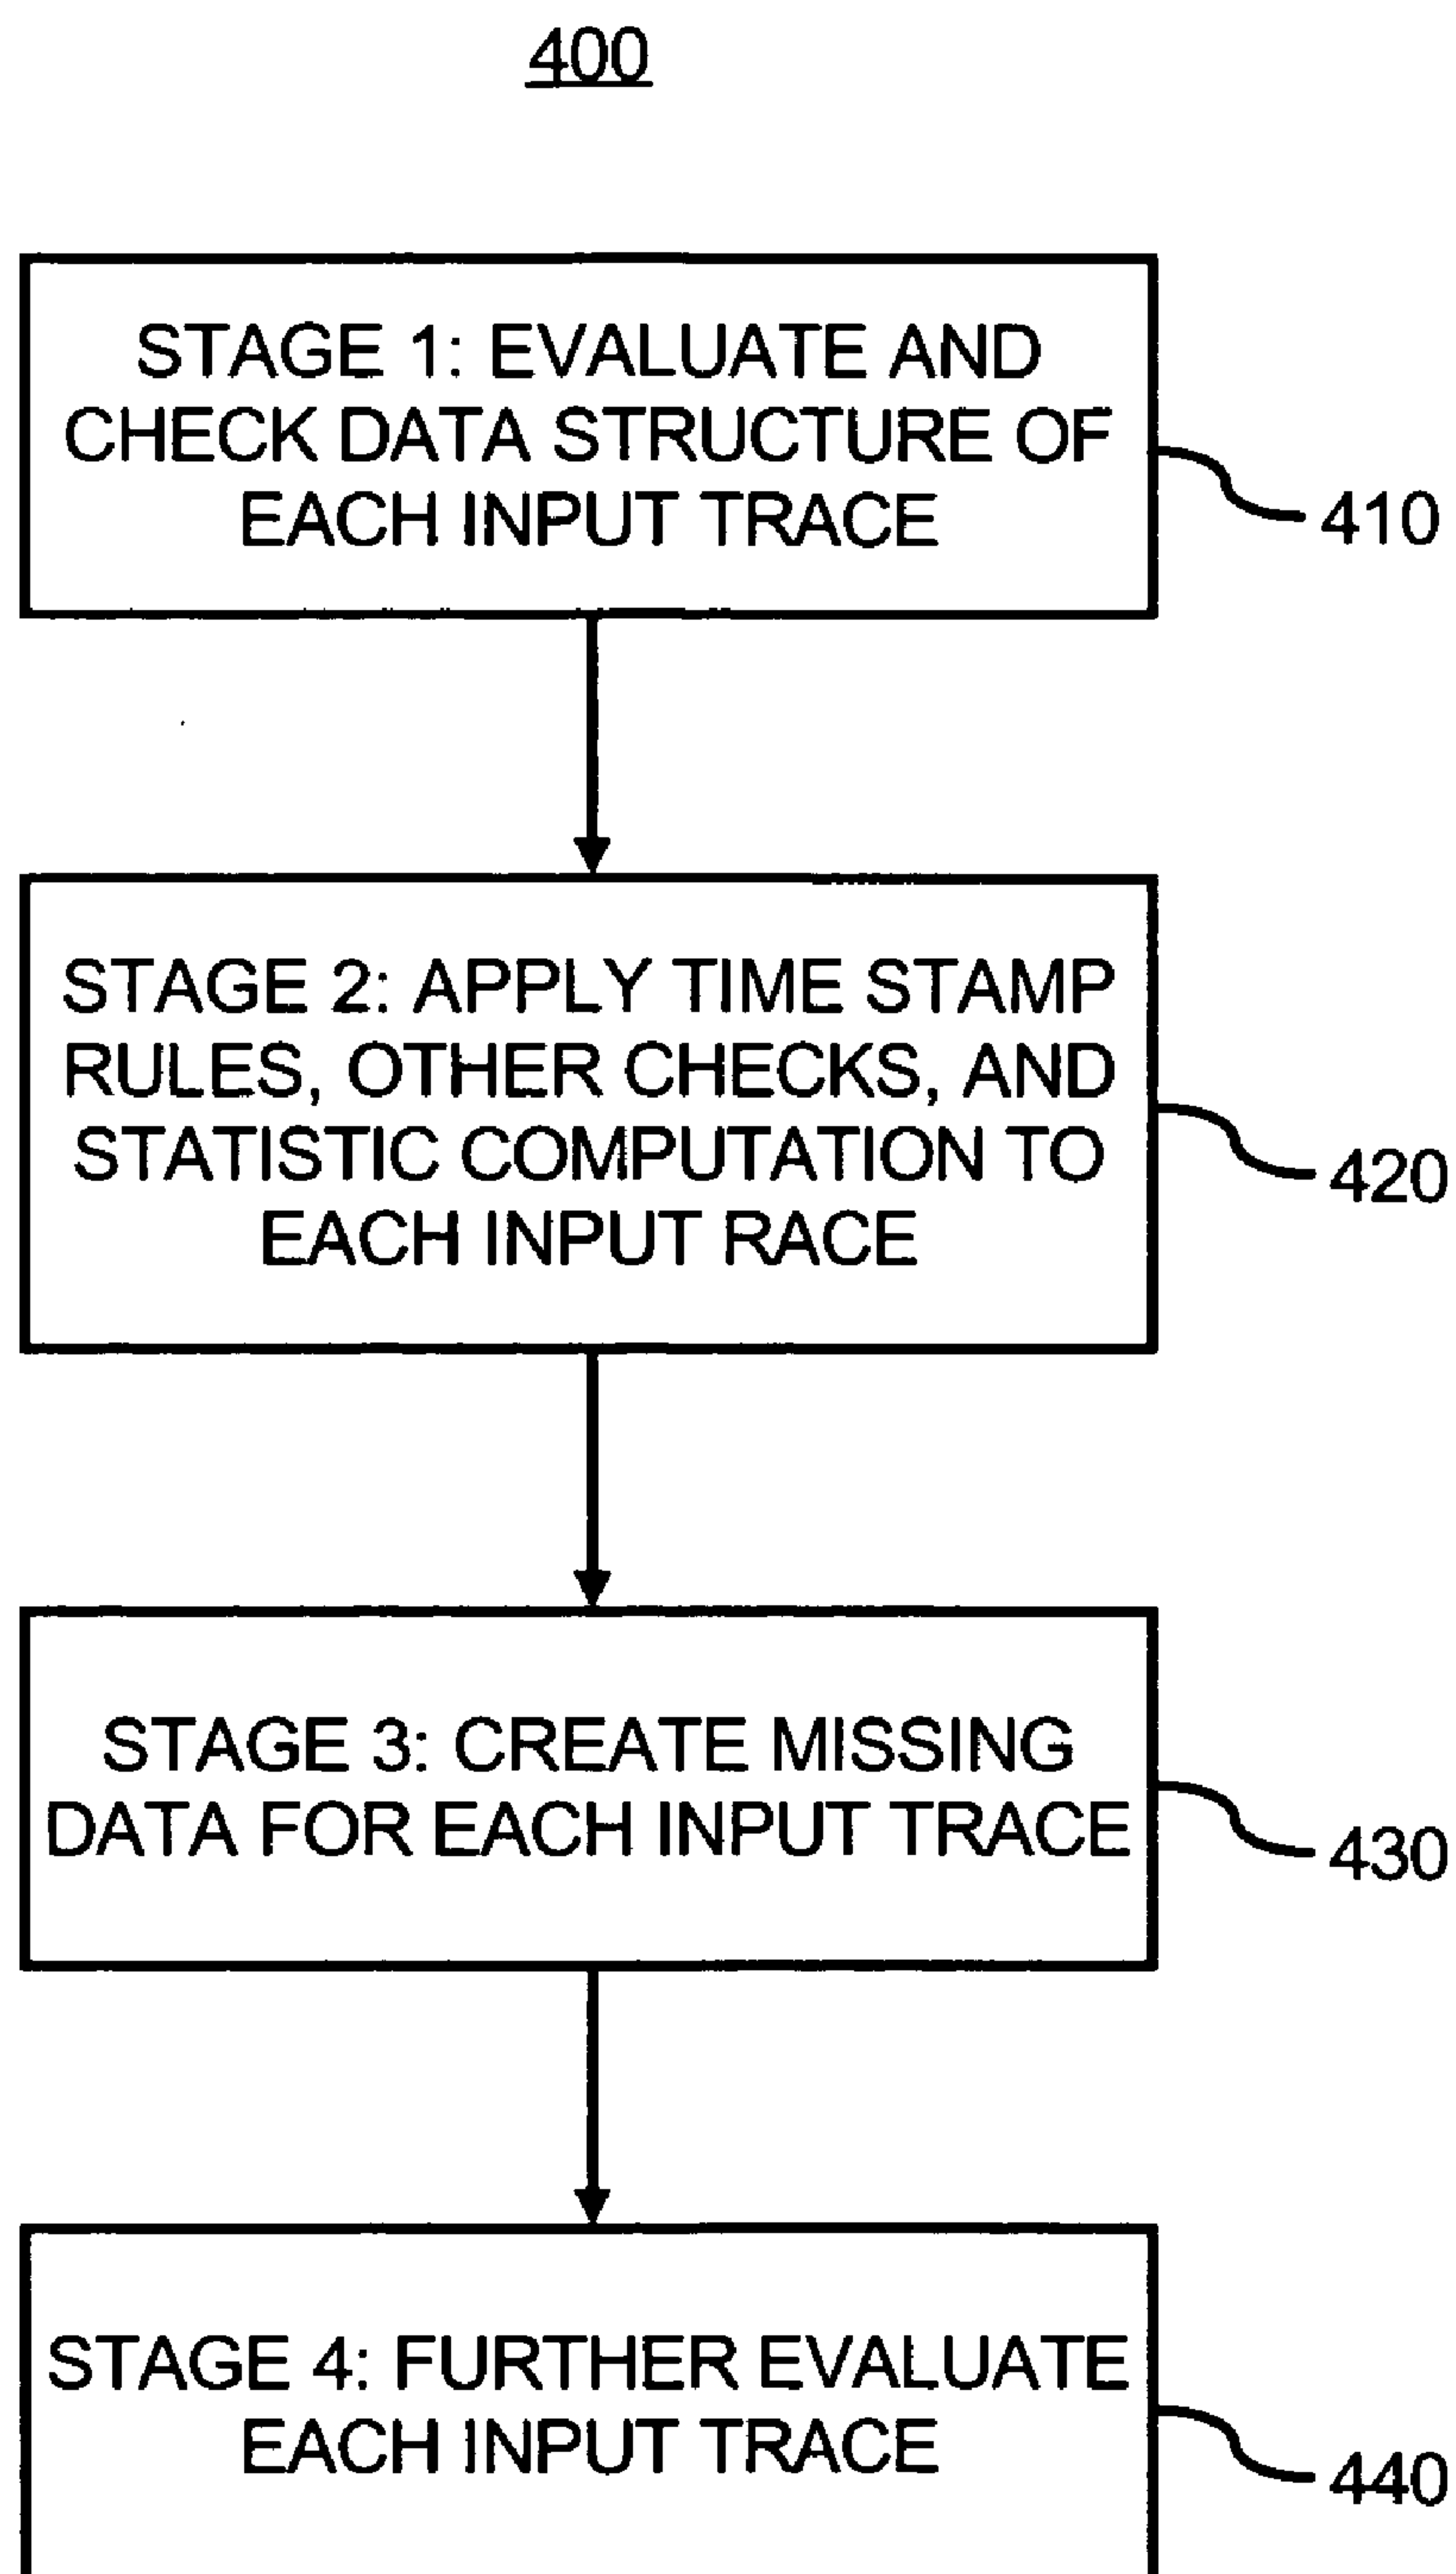 400
STAGE 1: EVALUATE AND
CHECK DATA STRUCTURE OF
EACH INPUT TRACE
410
STAGE 2: APPLY TIME STAMP
RULES, OTHER CHECKS, AND
STATISTIC COMPUTATION TO
EACH INPUT RACE
420
STAGE 3: CREATE MISSING
DATA FOR EACH INPUT TRACE
430
STAGE 4: FURTHER EVALUATE
EACH INPUT TRACE
440